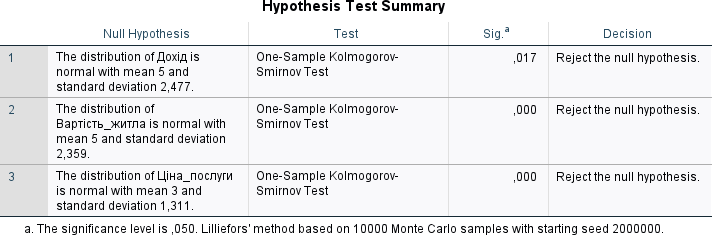 Hypothesis Test Summary
Null Hypothesis Test Sig.a Decision
1 The distribution of Дохід is One-Sample Kolmogorov- ,017 Reject the null hypothesis.
normal with mean 5 and Smirnov Test
standard deviation 2,477.
2 The distribution of One-Sample Kolmogorov- ,000 Reject the null hypothesis.
Вартість_житла is normal with Smirnov Test
mean 5 and standard deviation
2,359.
3 The distribution of Ціна_послуги One-Sample Kolmogorov- ,000 Reject the null hypothesis.
is normal with mean 3 and Smirnov Test
standard deviation 1,311.
a. The significance level is ,050. Lilliefors' method based on 10000 Monte Carlo samples with starting seed 2000000.